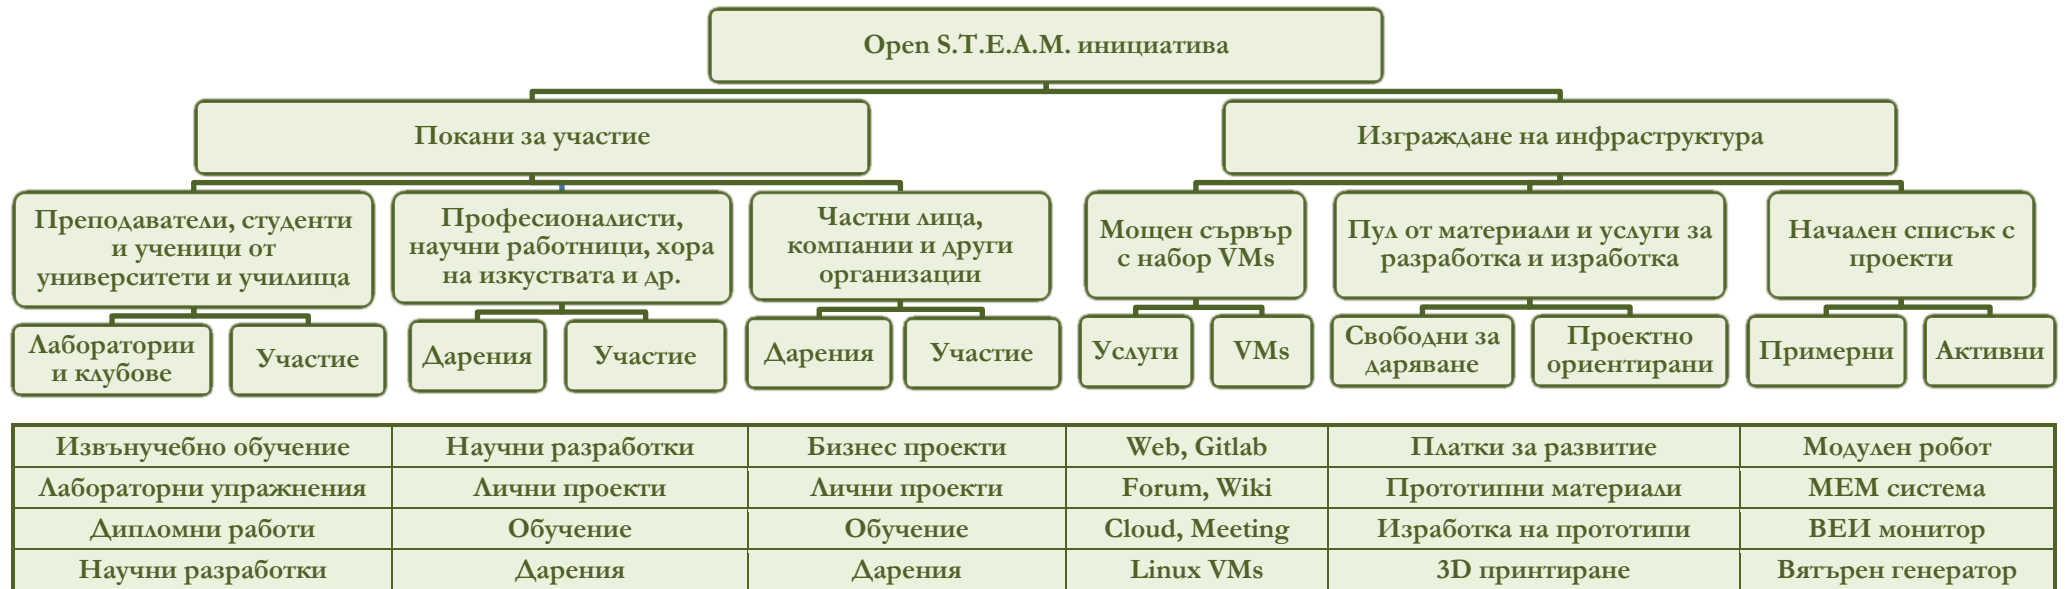 Open S.T.E.A.M. инициатива
Покани за участие
Изграждане на инфраструктура
Преподаватели, студенти
и ученици от
университети и училища
Професионалисти,
научни работници, хора
на изкуствата и др.
Частни лица,
компании и други
организации
Мощен сървър
с набор VMs
Пул от материали и услуги за
разработка и изработка
Начален списък с
проекти
Лаборатории
и клубове
Участие
Дарения
Участие
Дарения
Участие
Услуги
VMs
Свободни за
даряване
Проектно
ориентирани
Примерни
Активни
Извънучебно обучение
Научни разработки
Бизнес проекти
Web, Gitlab
Платки за развитие
Модулен робот
Лабораторни упражнения
Лични проекти
Лични проекти
Forum, Wiki
Прототипни материали
МЕМ система
Дипломни работи
Обучение
Обучение
Cloud, Meeting
Изработка на прототипи
ВЕИ монитор
Научни разработки
Дарения
Дарения
Linux VMs
3D принтиране
Вятърен генератор